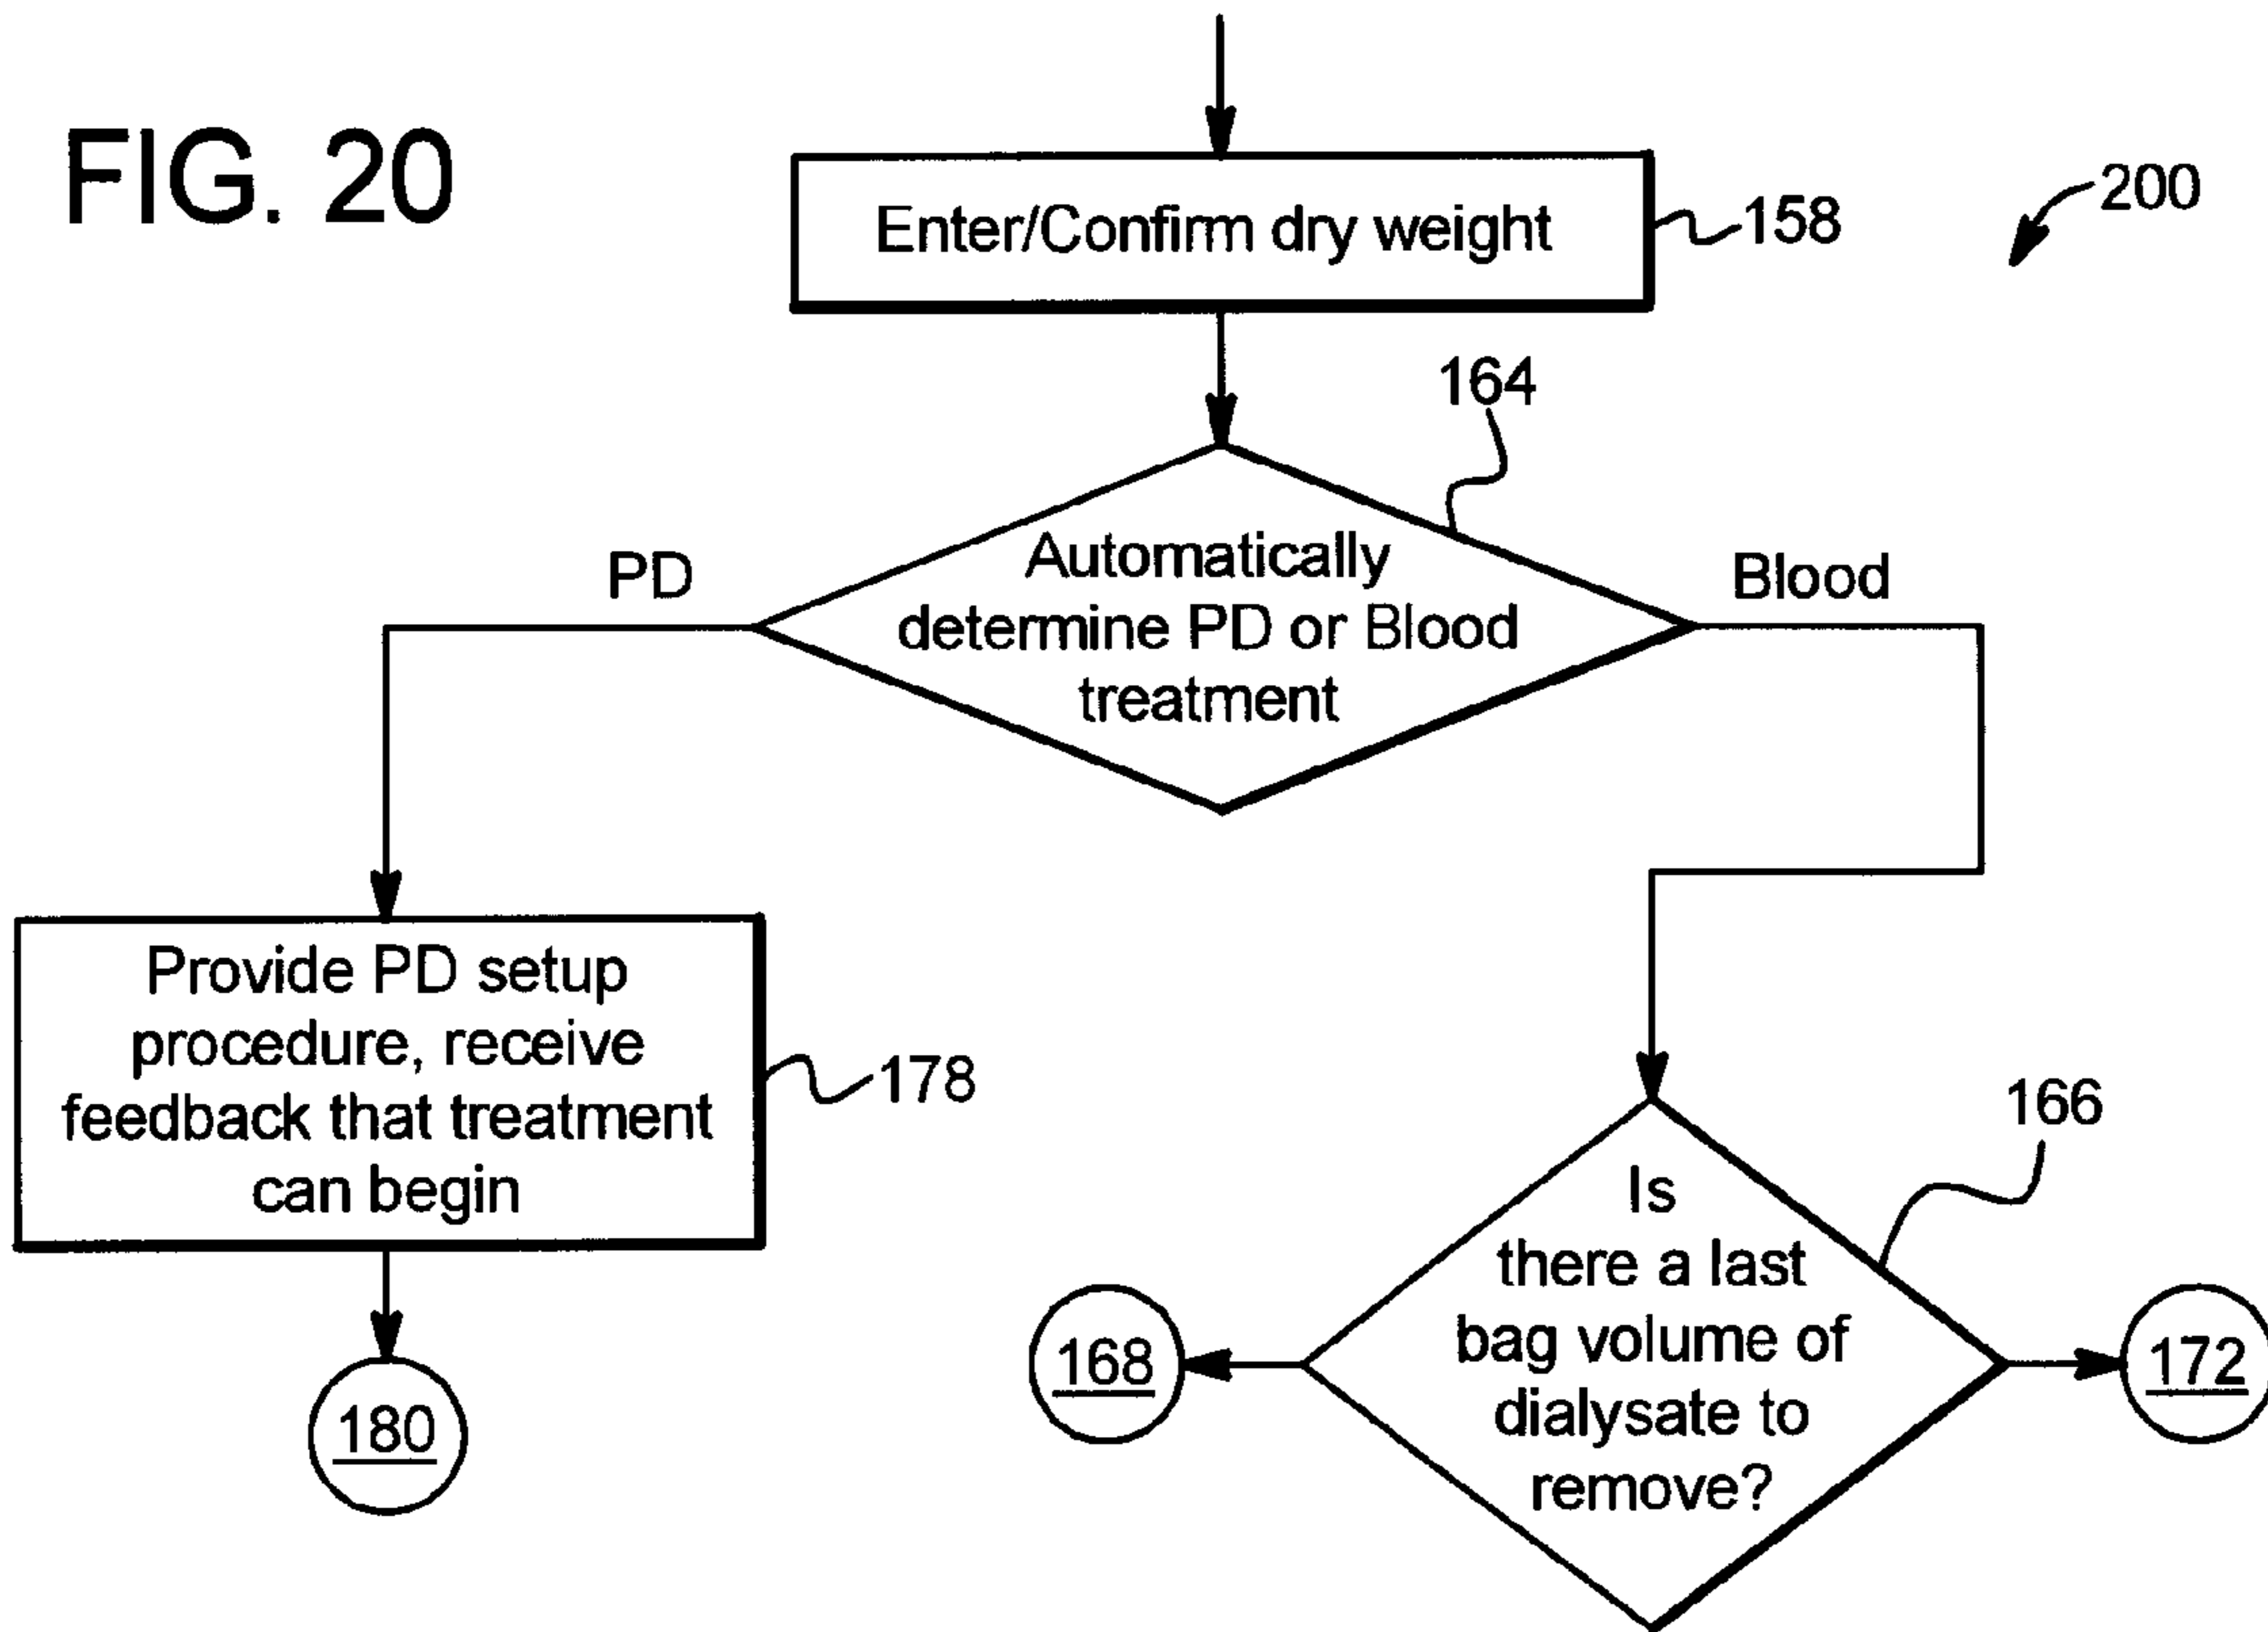 FIG. 20
Enter/Confirm dry weight
158
200
164
Automatically
determine PD or Blood
treatment
PD
Blood
Provide PD setup
procedure, receive
feedback that treatment
can begin
178
180
166
Is
there a last
bag volume of
dialysate to
remove?
168
172